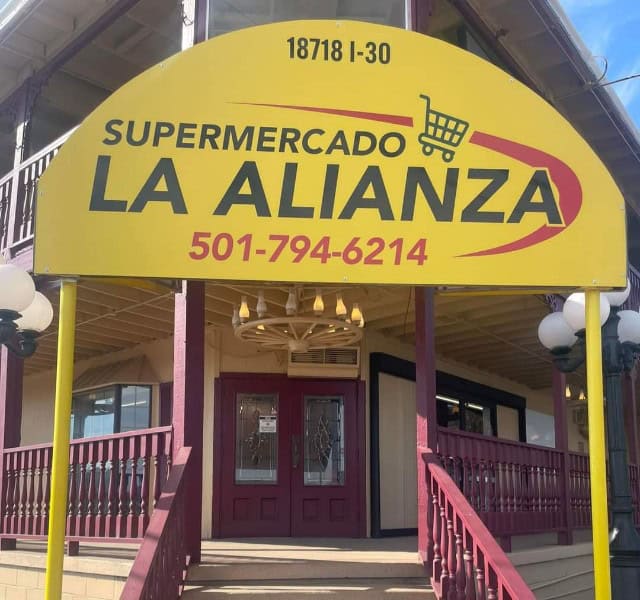 18718 I-30
SUPERMERCADO
LA ALIANZA
501-794-6214